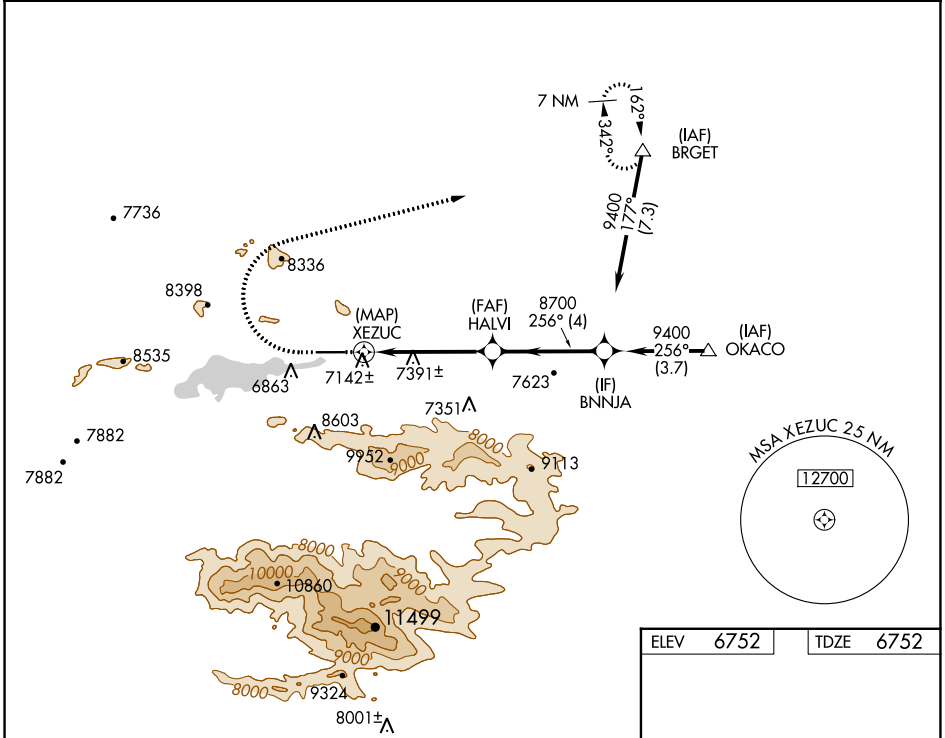 7 NM
162°
342°
(IAF)
BRGET
9400
177°
(7.3)
7736
8336
8398
(MAP)
XEZUC
(FAF)
HALVI
8700
256° (4)
9400
256°
(3.7)
(IAF)
OKACO
8535
6863
7142±
7391±
7623
(IF)
BNNJA
7351
8603
8000
7882
9952
9000
9113
7882
MSA XEZUC 25 NM
12700
8000
10000
10860
9000
11499
9000
8000
9324
8001±
ELEV 6752
TDZE 6752